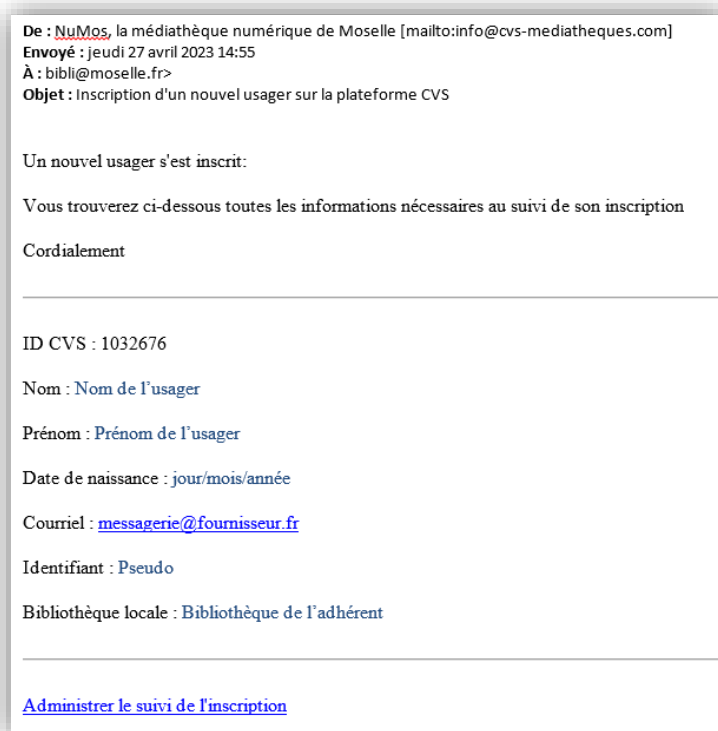 De : NuMos, la médiathèque numérique de Moselle [mailto:info@cvs-mediatheques.com]
Envoyé : jeudi 27 avril 2023 14:55
À : bibli@moselle.fr>
Objet : Inscription d'un nouvel usager sur la plateforme CVS
Un nouvel usager s'est inscrit:
Vous trouverez ci-dessous toutes les informations nécessaires au suivi de son inscription
Cordialement
ID CVS : 1032676
Nom : Nom de l’usager
Prénom : Prénom de l’usager
Date de naissance : jour/mois/année
Courriel : messagerie@fournisseur.fr
Identifiant : Pseudo
Bibliothèque locale : Bibliothèque de l’adhérent
Administrer le suivi de l'inscription